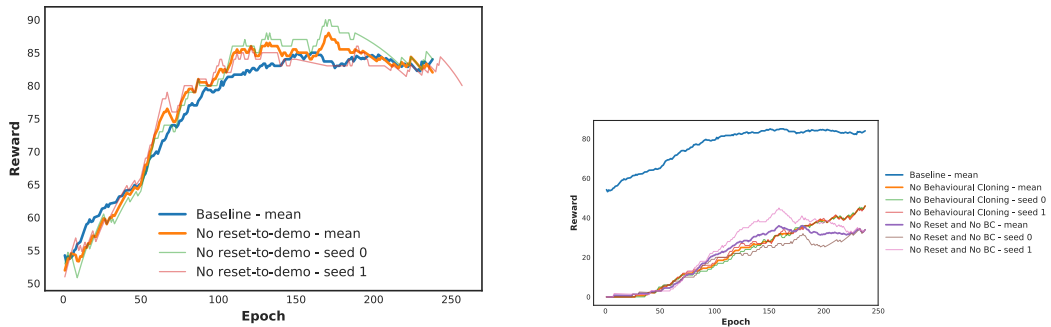 90
85
80
75
70
65
60
55
50
Reward
0
50
100
150
200
250
Epoch
Baseline - mean
No reset-to-demo - mean
No reset-to-demo - seed 0
No reset-to-demo - seed 1
80
60
40
20
0
Reward
0
50
100
150
200
250
Epoch
Baseline - mean
No Behavioural Cloning - mean
No Behavioural Cloning - seed 0
No Behavioural Cloning - seed 1
No Reset and No BC - mean
No Reset and No BC - seed 0
No Reset and No BC - seed 1